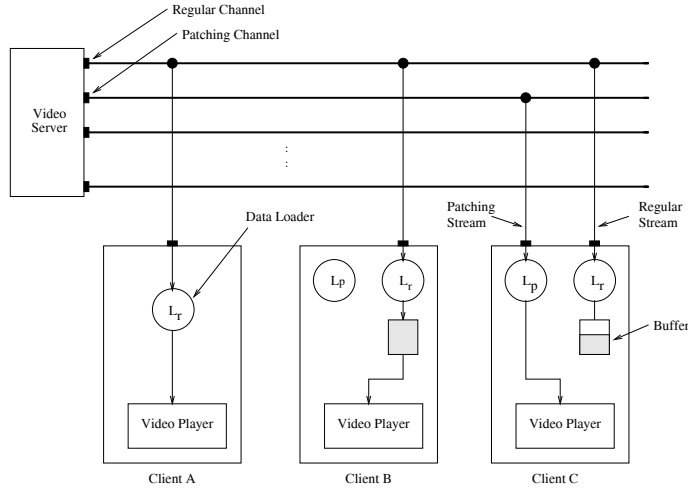 Regular Channel
Patching Channel
Video
Server
:
:
Data Loader
Patching
Stream
Regular
Stream
Lr
Lp
Lr
Lp
Lr
Buffer
Video Player
Video Player
Video Player
Client A
Client B
Client C